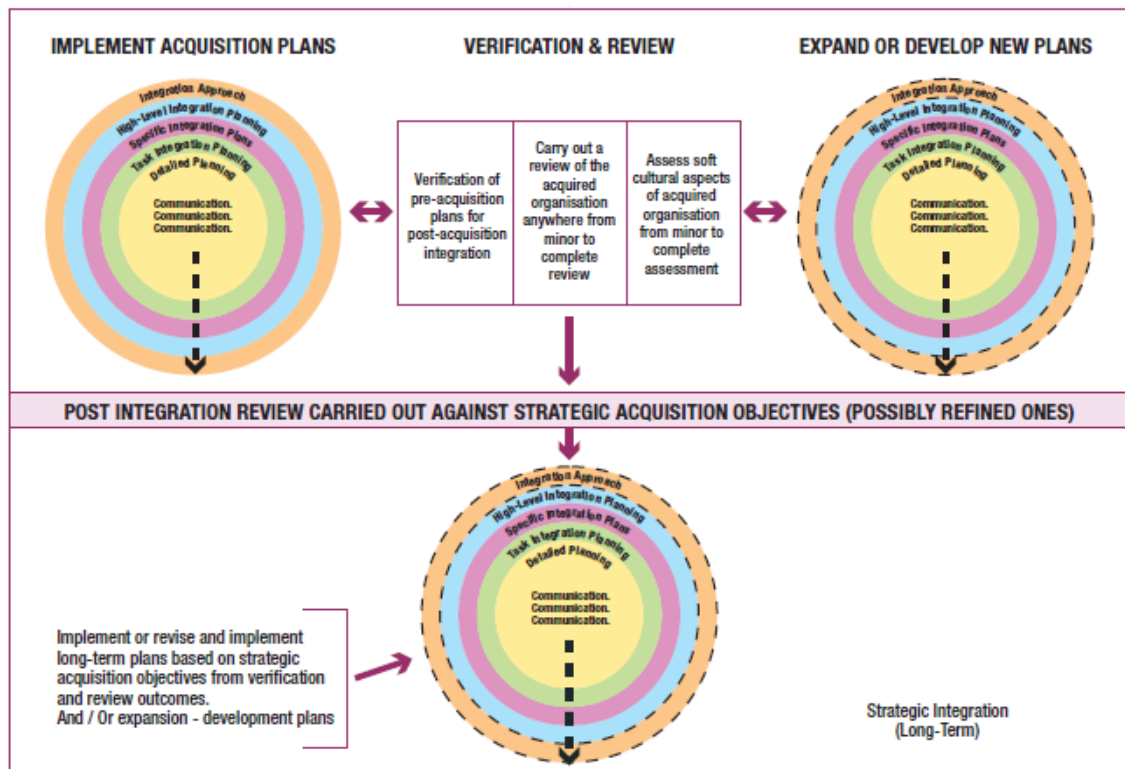 IMPLEMENT ACQUISITION PLANS
VERIFICATION & REVIEW
EXPAND OR DEVELOP NEW PLANS
Integration Approach
High-Level Integration Planning
Specific Integration Plans
Task Integration Planning
Detailed Planning
Communication.
Communication.
Communication.
Verification of
pre-acquisition
plans for
post-acquisition
integration
Carry out a
review of the
acquired
organisation
anywhere from
minor to
complete
review
Assess soft
cultural aspects
of acquired
organisation
from minor to
complete
assessment
Integration Approach
High-Level Integration Planning
Specific Integration Plans
Task Integration Planning
Detailed Planning
Communication.
Communication.
Communication.
POST INTEGRATION REVIEW CARRIED OUT AGAINST STRATEGIC ACQUISITION OBJECTIVES (POSSIBLY REFINED ONES)
Integration Approach
High-Level Integration Planning
Specific Integration Plans
Task Integration Planning
Detailed Planning
Communication.
Communication.
Communication.
Implement or revise and implement
long-term plans based on strategic
acquisition objectives from verification
and review outcomes.
And / Or expansion - development plans
Strategic Integration
(Long-Term)